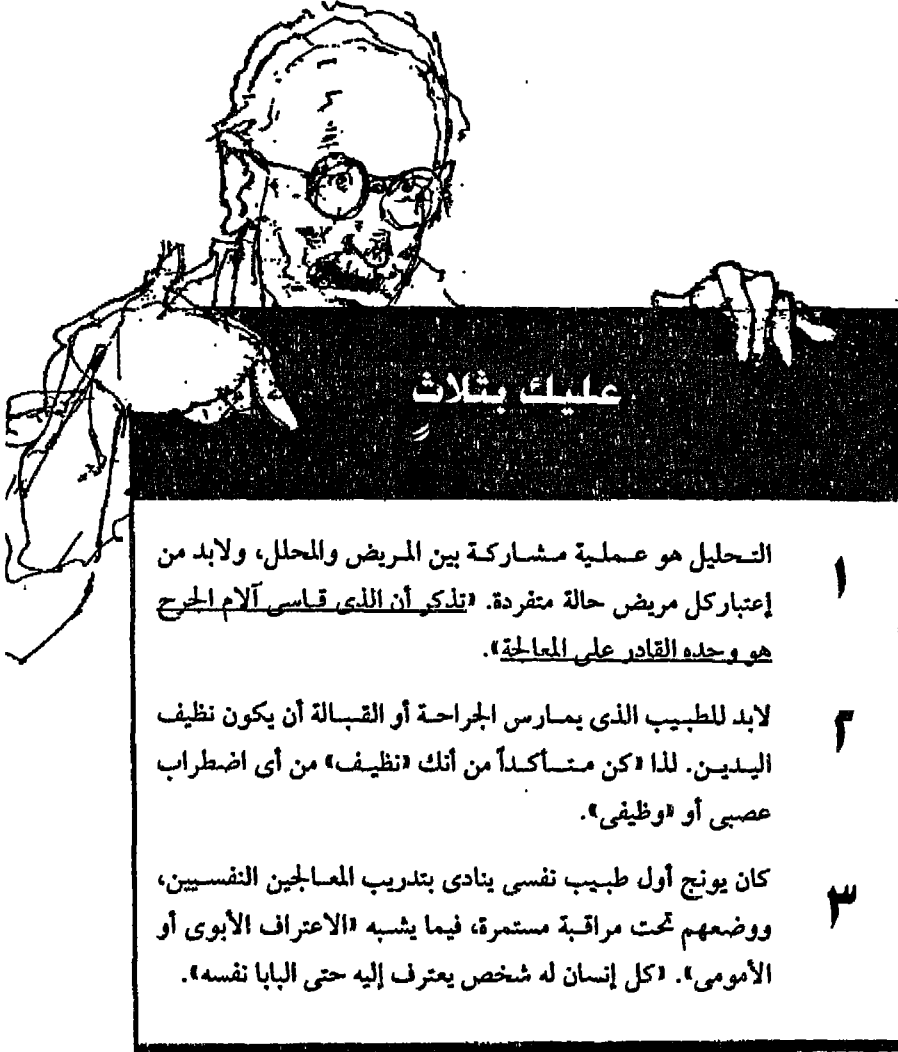 عليك بثلاث
١
التحليل هو عملية مشاركة بين المريض والمحلل، ولابد من
إعتباركل مريض حالة متفردة. «تذكر أن الذى قاسى آلام الجرح
هو وحده القادر على المعالجة».
٢
لابد للطبيب الذى يمارس الجراحة أو القبالة أن يكون نظيف
اليدين. لذا «كن متأكداً من أنك «نظيف» من أى اضطراب
عصبى أو «وظيفى».
٣
كان يونج أول طبيب نفسى ينادى بتدريب المعالجين النفسيين،
ووضعهم تحت مراقبة مستمرة، فيما يشبه «الاعتراف الأبوى أو
الأمومى». «كل إنسان له شخص يعترف إليه حتى البابا نفسه».